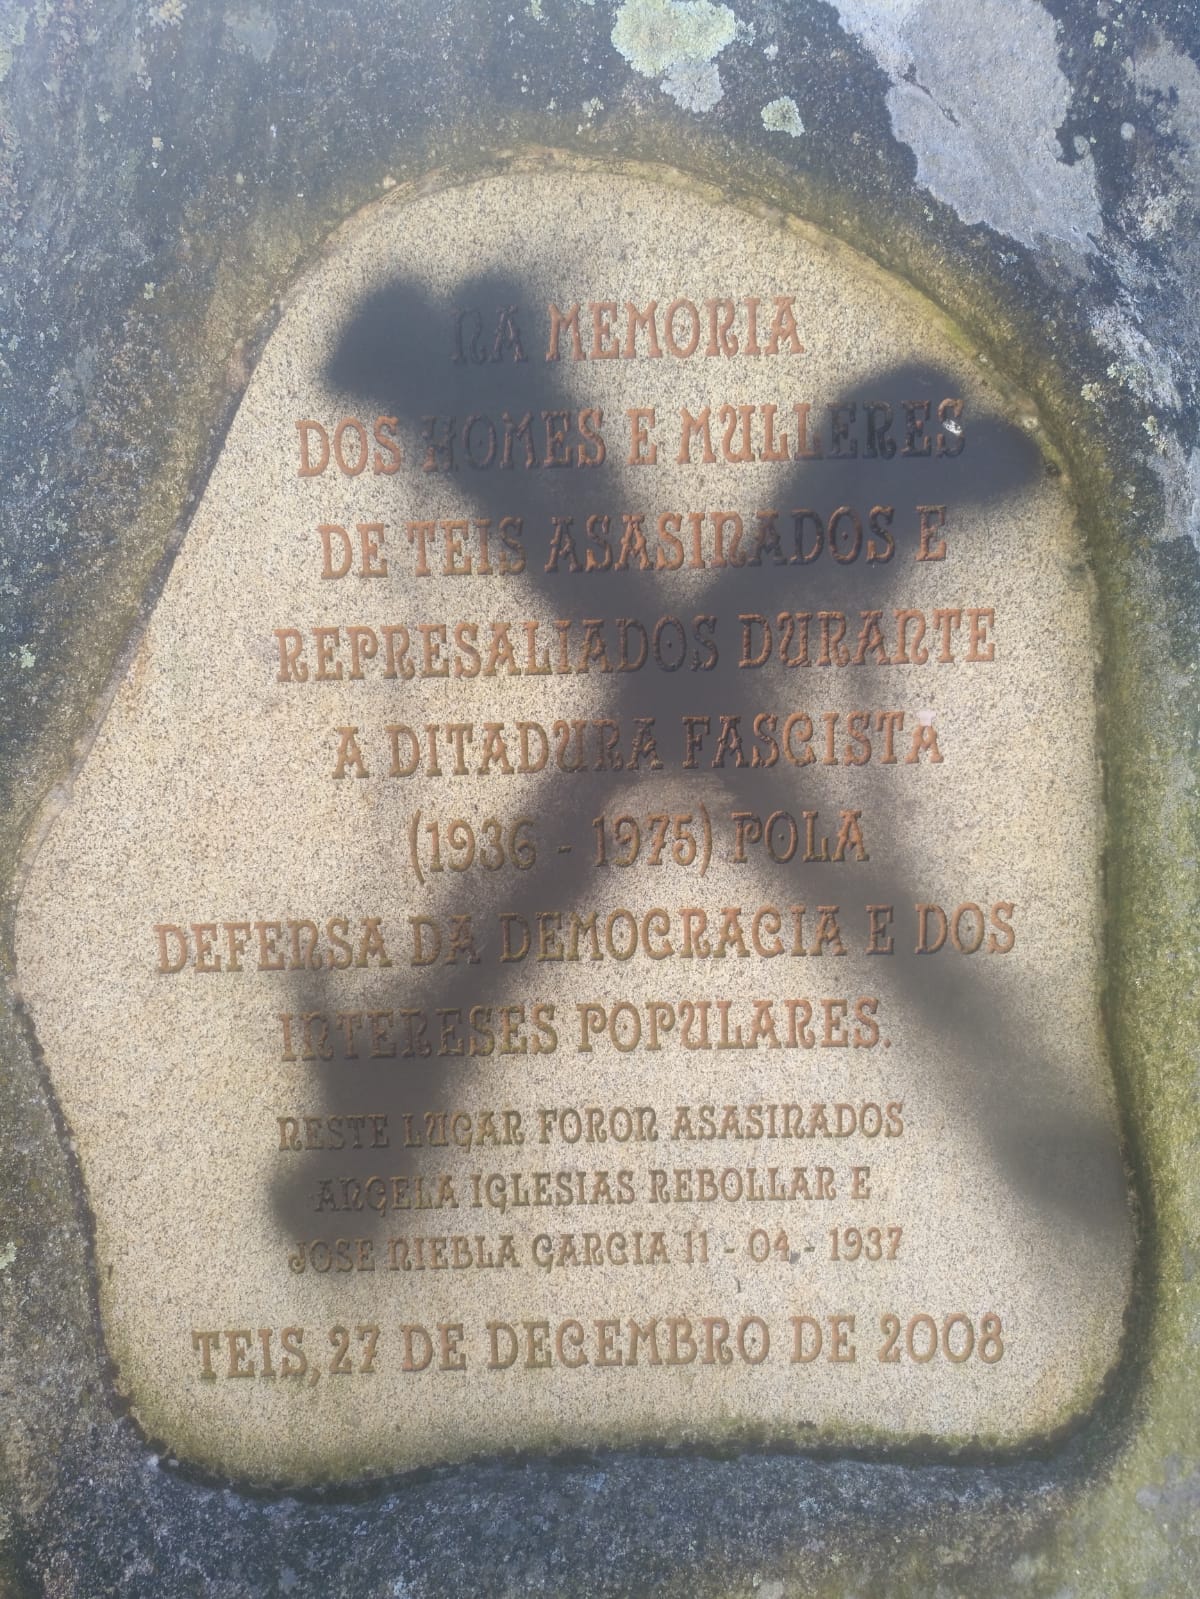 NA MEMORIA
DOS HOMES E MULLERES
DE TEIS ASASINADOS E
REPRESALIADOS DURANTE
A DITADURA FASCISTA
(1936 - 1975) POLA
DEFENSA DA DEMOCRACIA E DOS
INTERESES POPULARES.
NESTE LUGAR FORON ASASINADOS
ANGELA IGLESIAS REBOLLAR E
JOSE NIEBLA GARCIA 11 - 04 - 1937
TEIS, 27 DE DECEMBRO DE 2008